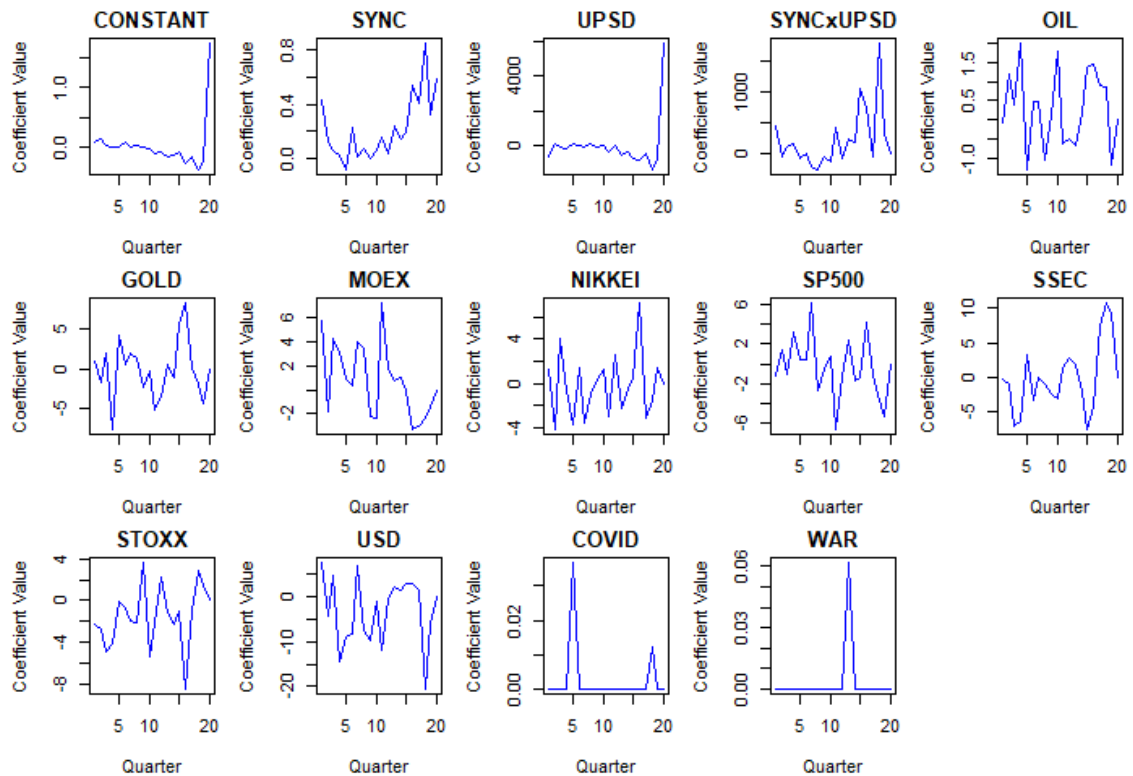 CONSTANT SYNC UPSD SYNCxUPSD OIL
Coefficient Value Coefficient Value Coefficient Value Coefficient Value Coefficient Value
0.0 1.0 0.0 0.4 0.8 0 4000 0 1000 -1.0 0.5 1.5
5 10 20 5 10 20 5 10 20 5 10 20 5 10 20
Quarter Quarter Quarter Quarter Quarter
GOLD MOEX NIKKEI SP500 SSEC
Coefficient Value Coefficient Value Coefficient Value Coefficient Value Coefficient Value
-5 0 5 -2 2 4 6 -4 0 4 -6 -2 2 6 -5 0 5 10
5 10 20 5 10 20 5 10 20 5 10 20 5 10 20
Quarter Quarter Quarter Quarter Quarter
STOXX USD COVID WAR
Coefficient Value Coefficient Value Coefficient Value Coefficient Value
-8 -4 0 4 -20 -10 0 0.00 0.02 0.00 0.03 0.06
5 10 20 5 10 20 5 10 20 5 10 20
Quarter Quarter Quarter Quarter